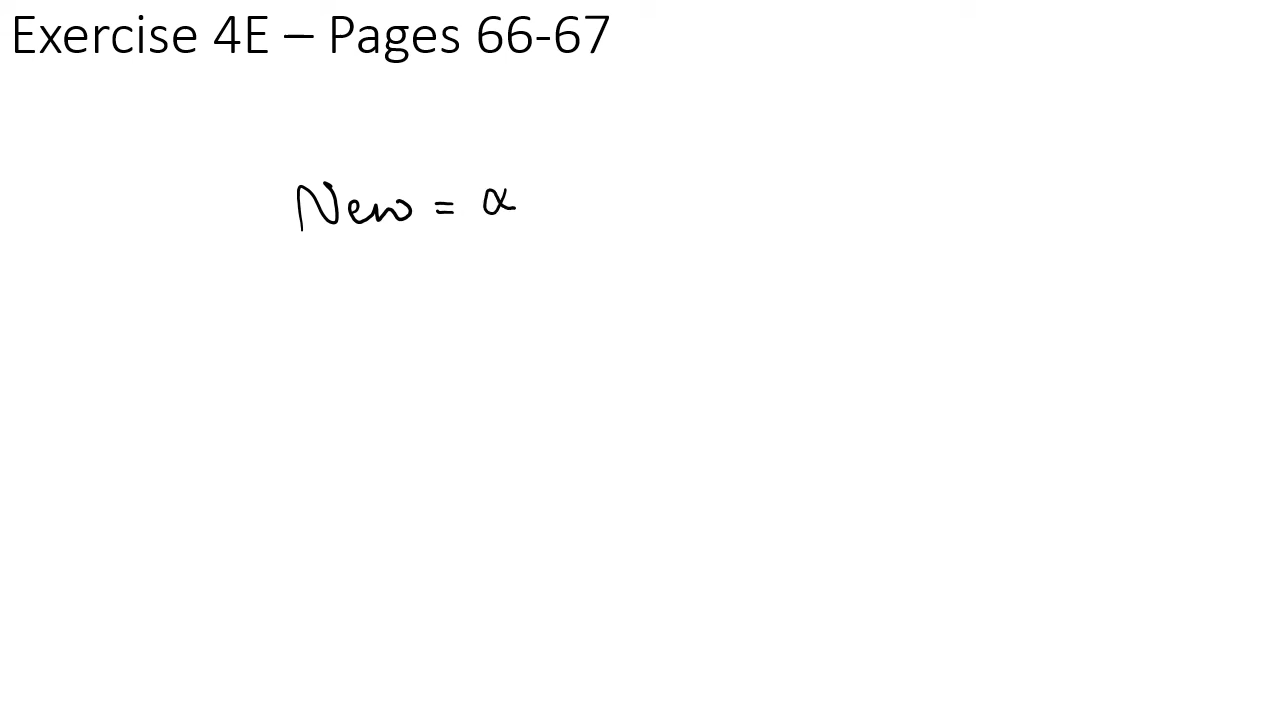 Exercise 4E – Pages 66-67
New = α